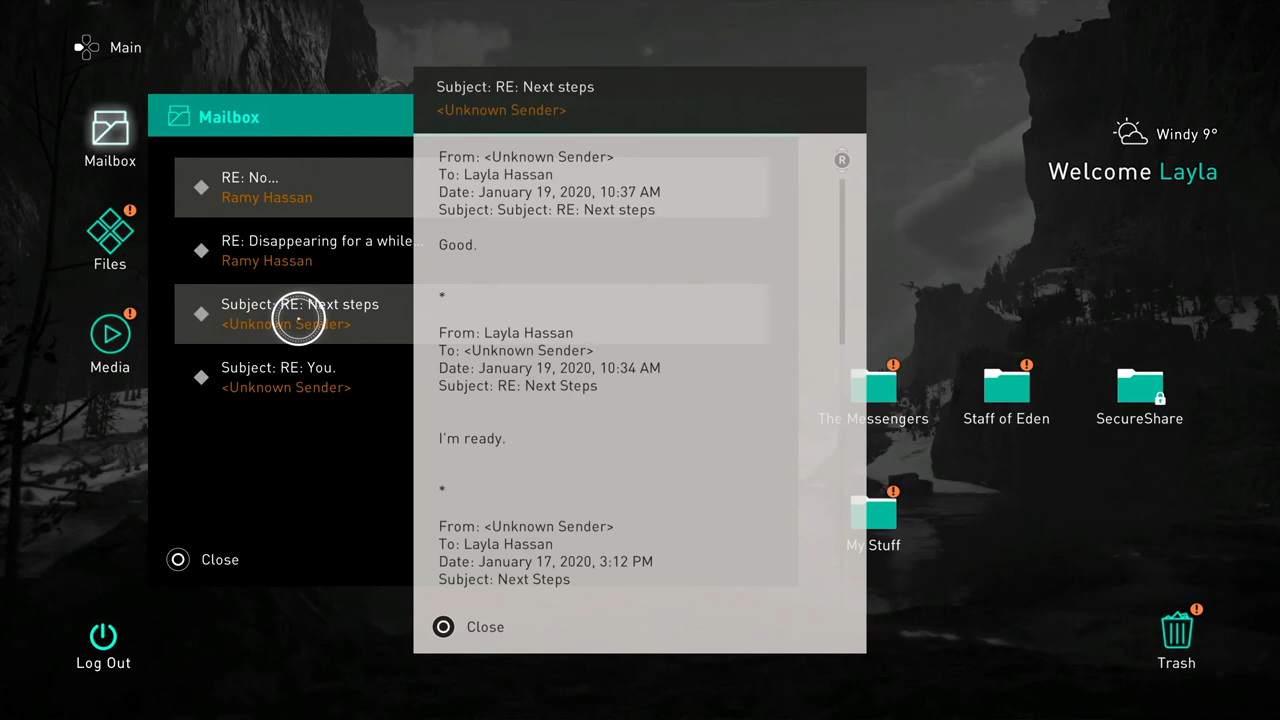 Main
Mailbox
Files
Media
Log Out
Mailbox
RE: No...
Ramy Hassan
RE: Disappearing for a while...
Ramy Hassan
Subject: RE: Next steps
<Unknown Sender>
Subject: RE: You.
<Unknown Sender>
Close
Subject: RE: Next steps
<Unknown Sender>
R
From: <Unknown Sender>
To: Layla Hassan
Date: January 19, 2020, 10:37 AM
Subject: Subject: RE: Next steps
Good.
*
From: Layla Hassan
To: <Unknown Sender>
Date: January 19, 2020, 10:34 AM
Subject: RE: Next Steps
I'm ready.
*
From: <Unknown Sender>
To: Layla Hassan
Date: January 17, 2020, 3:12 PM
Subject: Next Steps
Close
Windy 9°
Welcome Layla
The Messengers
Staff of Eden
SecureShare
My Stuff
Trash